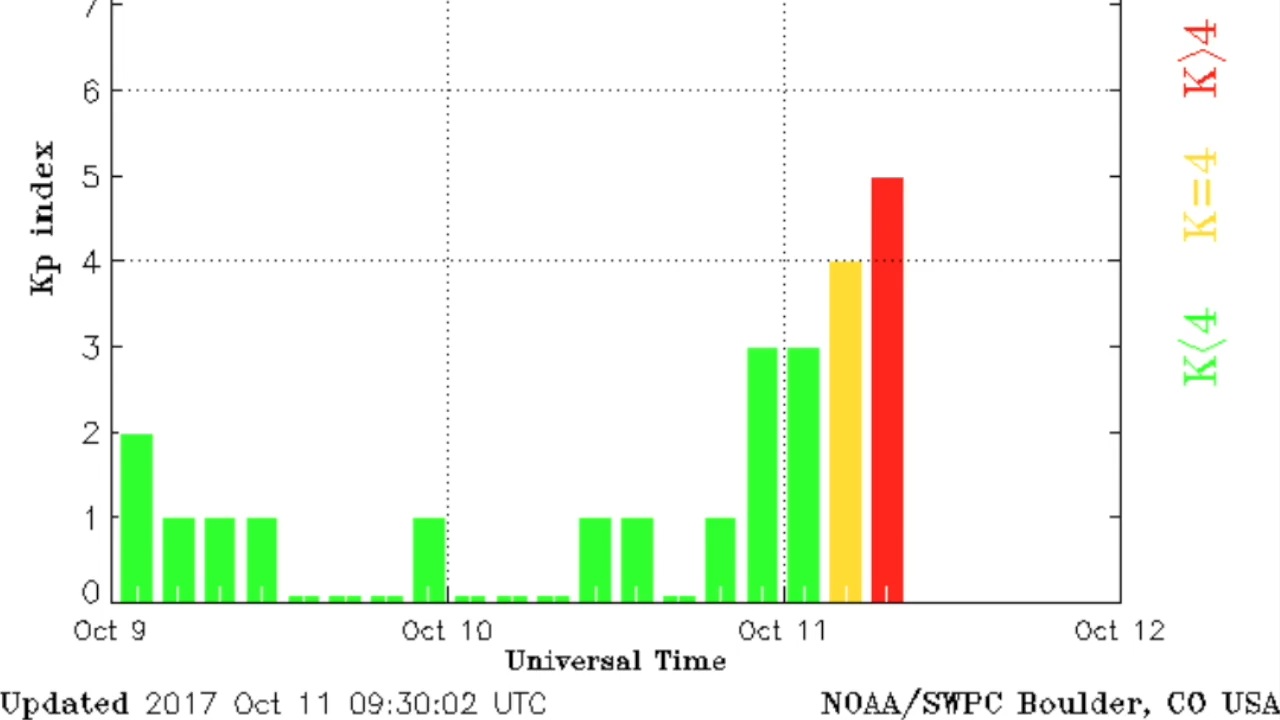 7
6
5
4
3
2
1
0
Kp index
Oct 9 Oct 10 Oct 11 Oct 12
Universal Time
Updated 2017 Oct 11 09:30:02 UTC
NOAA/SWPC Boulder, CO USA
K>4
K=4
K<4